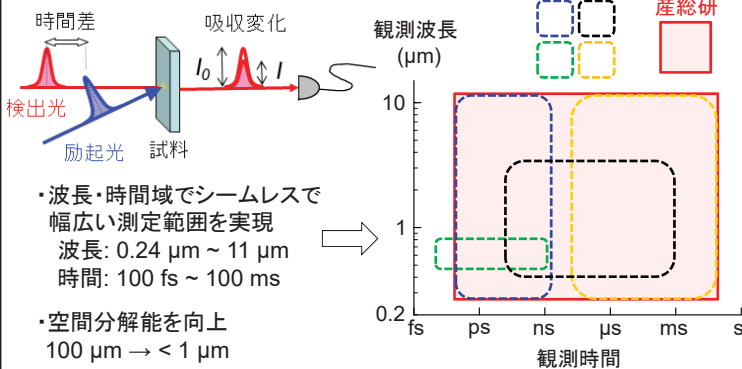 時間差
吸収変化
I₀
I
検出光
励起光
試料
・波長・時間域でシームレスで
幅広い測定範囲を実現
波長: 0.24 μm ~ 11 μm
時間: 100 fs ~ 100 ms
・空間分解能を向上
100 μm → < 1 μm
産総研
観測波長
(μm)
10
1
0.2
fs ps ns μs ms s
観測時間